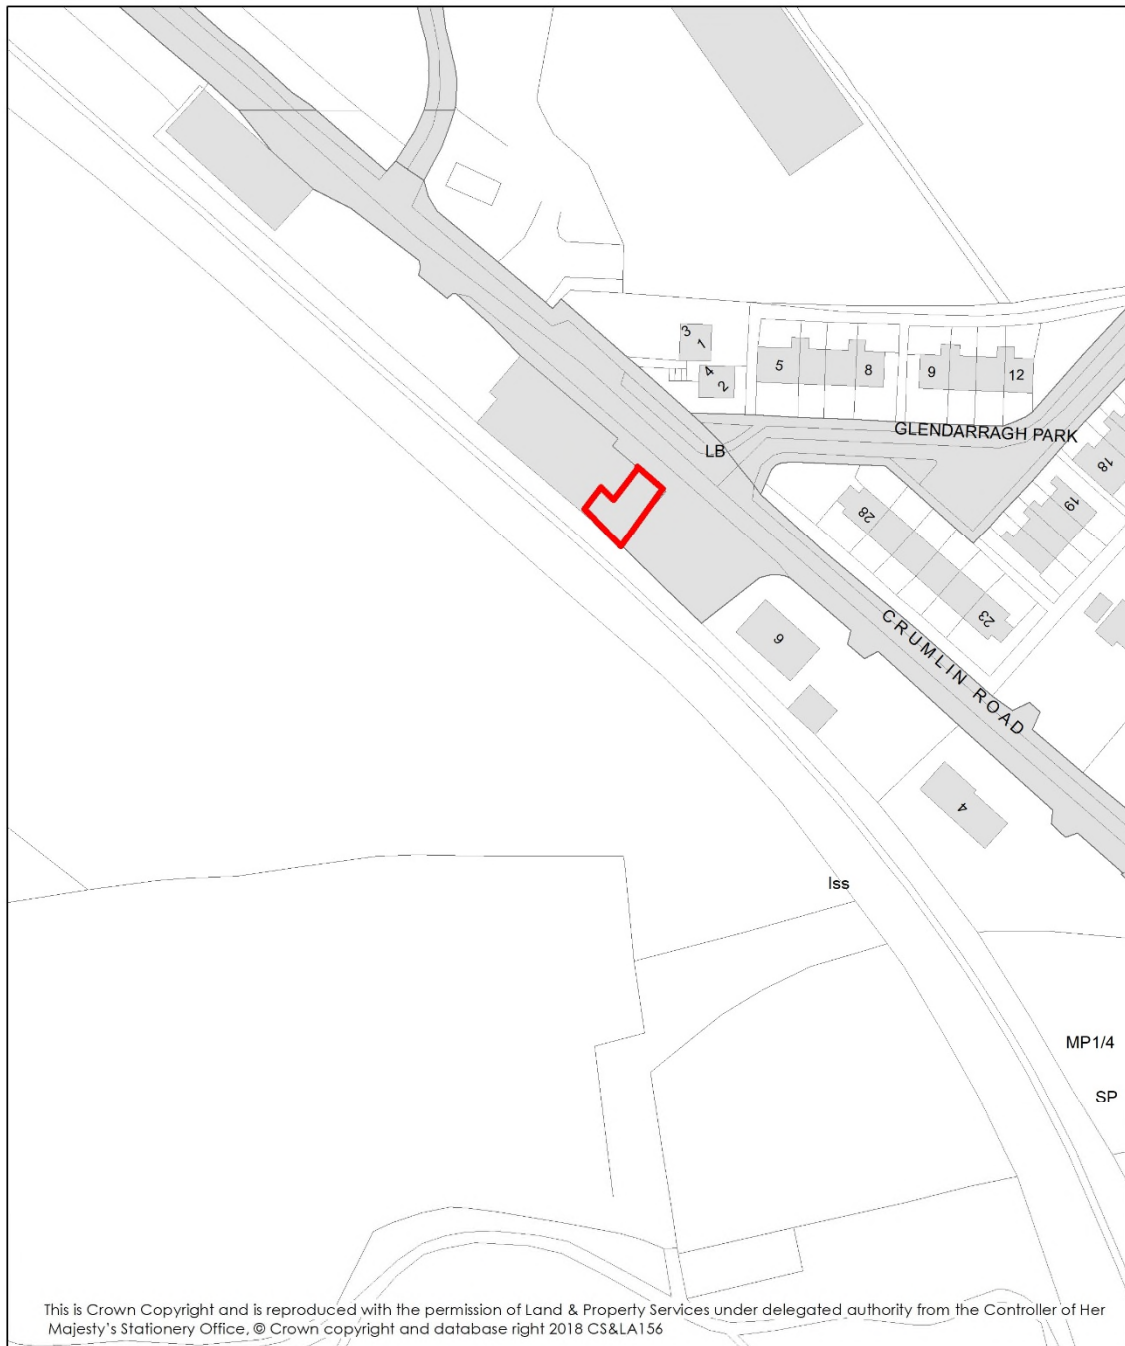 3
1
4
2
5
8
9
12
GLENDARRAGH PARK
LB
18
19
28
23
CRUMLIN ROAD
6
4
Iss
MP1/4
SP
This is Crown Copyright and is reproduced with the permission of Land & Property Services under delegated authority from the Controller of Her
Majesty's Stationery Office, © Crown copyright and database right 2018 CS&LA156